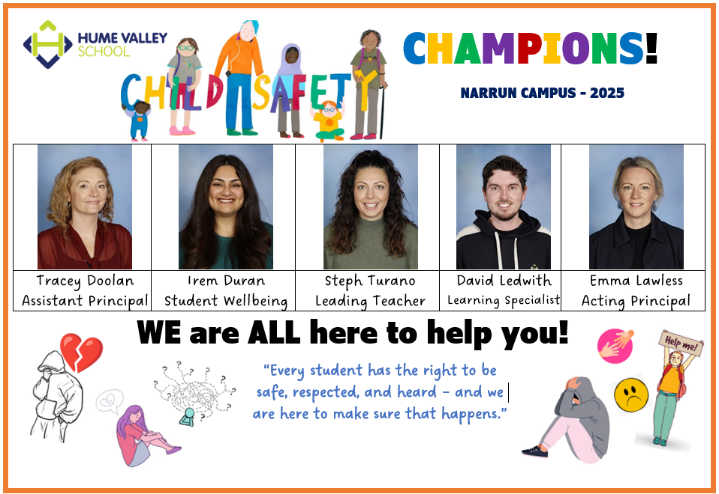 HUME VALLEY
SCHOOL
CHILD SAFETY
CHAMPIONS!
NARRUN CAMPUS - 2025
Tracey Doolan
Assistant Principal
Irem Duran
Student Wellbeing
Steph Turano
Leading Teacher
David Ledwith
Learning Specialist
Emma Lawless
Acting Principal
WE are ALL here to help you!
“Every student has the right to be
safe, respected, and heard – and we
are here to make sure that happens.”
Help me!